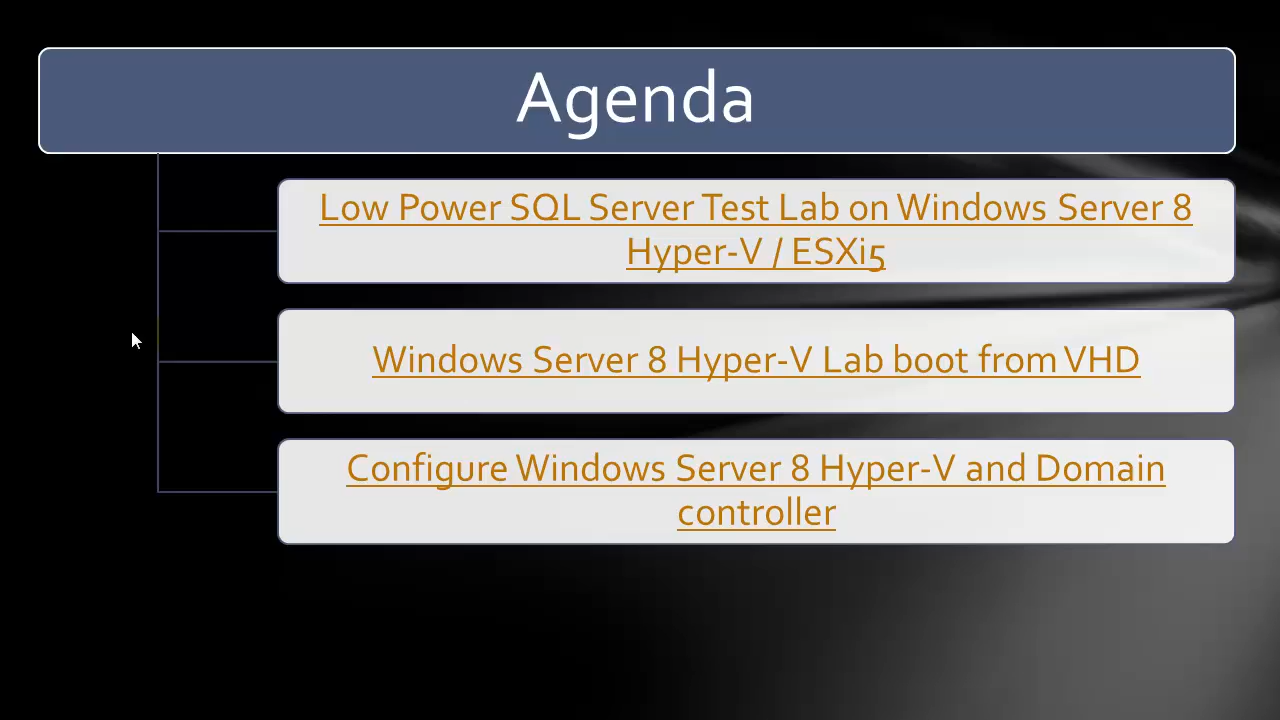 Agenda
Low Power SQL Server Test Lab on Windows Server 8
Hyper-V / ESXi5
Windows Server 8 Hyper-V Lab boot from VHD
Configure Windows Server 8 Hyper-V and Domain
controller